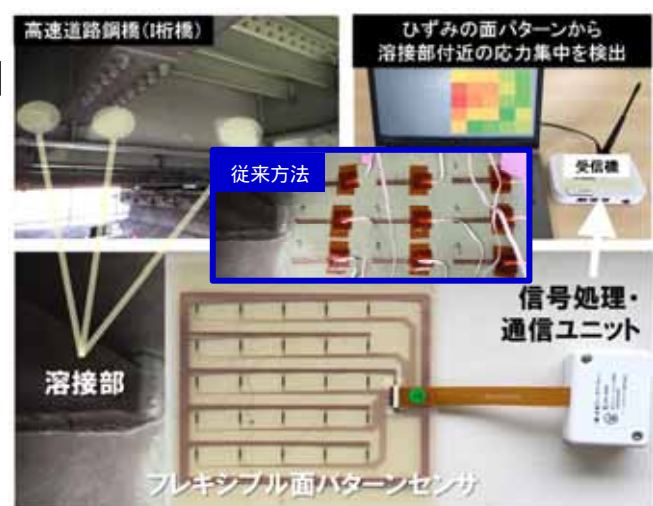 高速道路鋼橋(I桁橋)
ひずみの面パターンから
溶接部付近の応力集中を検出
従来方法
受信機
信号処理・
通信ユニット
溶接部
フレキシブル面パターンセンサ